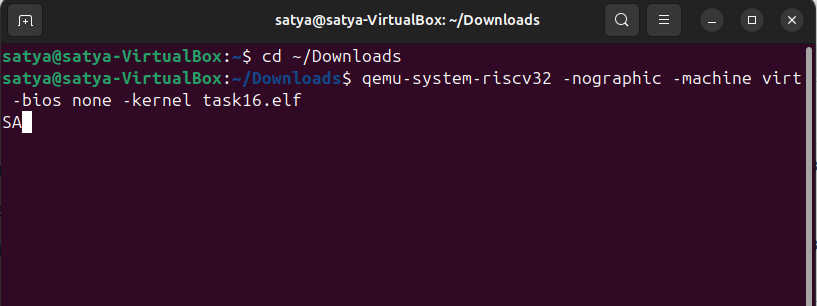 satya@satya-VirtualBox: ~/Downloads
satya@satya-VirtualBox:~$ cd ~/Downloads
satya@satya-VirtualBox:~/Downloads$ qemu-system-riscv32 -nographic -machine virt
-bios none -kernel task16.elf
SA